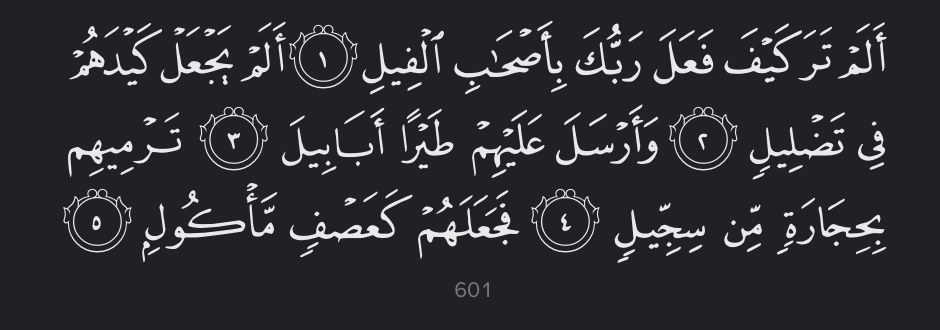 أَلَمْ تَرَ كَيْفَ فَعَلَ رَبُّكَ بِأَصْحَٰبِ ٱلْفِيلِ ١ أَلَمْ يَجْعَلْ كَيْدَهُمْ
فِي تَضْلِيلٍ ٢ وَأَرْسَلَ عَلَيْهِمْ طَيْرًا أَبَابِيلَ ٣ تَرْمِيهِم
بِحِجَارَةٍ مِّن سِجِّيلٍ ٤ فَجَعَلَهُمْ كَعَصْفٍ مَّأْكُولٍ ٥
601